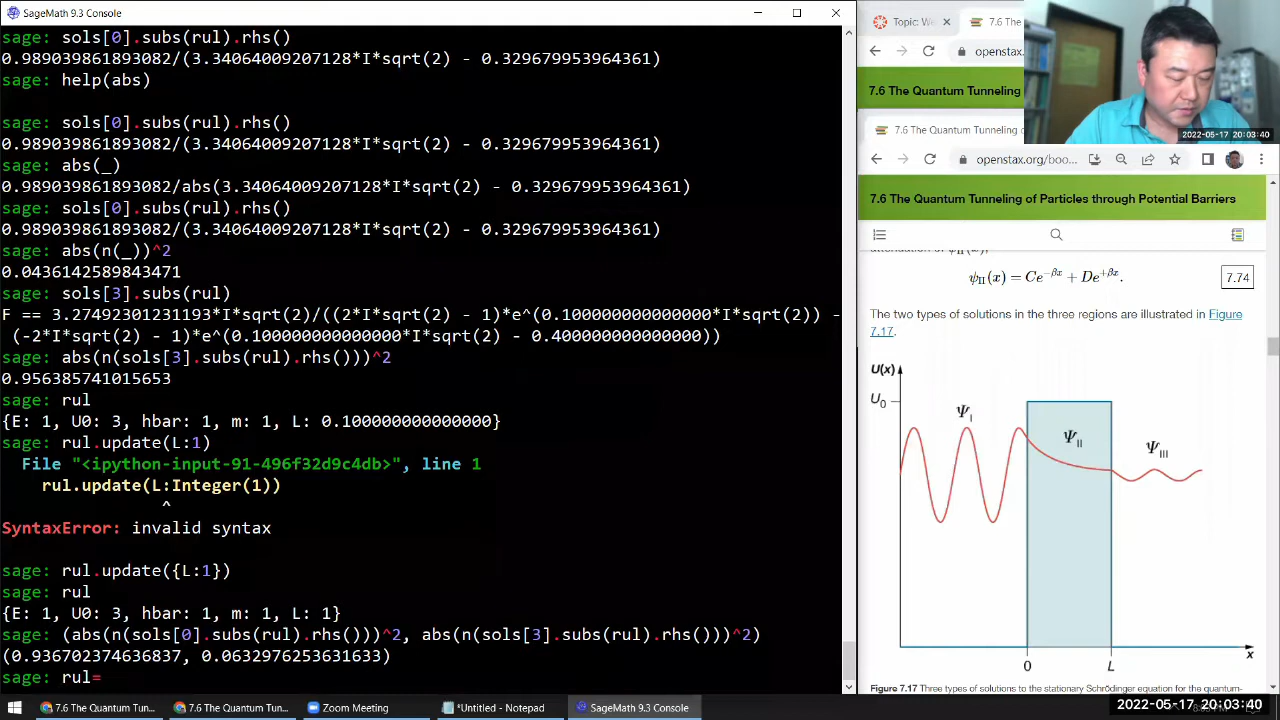 SageMath 9.3 Console
sage: sols[0].subs(rul).rhs()
0.989039861893082/(3.34064009207128*I*sqrt(2) - 0.329679953964361)
sage: help(abs)
sage: sols[0].subs(rul).rhs()
0.989039861893082/(3.34064009207128*I*sqrt(2) - 0.329679953964361)
sage: abs(_)
0.989039861893082/abs(3.34064009207128*I*sqrt(2) - 0.329679953964361)
sage: sols[0].subs(rul).rhs()
0.989039861893082/(3.34064009207128*I*sqrt(2) - 0.329679953964361)
sage: abs(n(_))^2
0.0436142589843471
sage: sols[3].subs(rul)
F == 3.27492301231193*I*sqrt(2)/((2*I*sqrt(2) - 1)*e^(0.100000000000000*I*sqrt(2)) -
(-2*I*sqrt(2) - 1)*e^(0.100000000000000*I*sqrt(2) - 0.400000000000000))
sage: abs(n(sols[3].subs(rul).rhs()))^2
0.956385741015653
sage: rul
{E: 1, U0: 3, hbar: 1, m: 1, L: 0.100000000000000}
sage: rul.update(L:1)
File "<ipython-input-91-496f32d9c4db>", line 1
rul.update(L:Integer(1))
^
SyntaxError: invalid syntax
sage: rul.update({L:1})
sage: rul
{E: 1, U0: 3, hbar: 1, m: 1, L: 1}
sage: (abs(n(sols[0].subs(rul).rhs()))^2, abs(n(sols[3].subs(rul).rhs()))^2)
(0.936702374638837, 0.0632976253631633)
sage: rul=
Topic: We
7.6 The
openstax.
7.6 The Quantum Tunneling
7.6 The Quantum Tunneling o
openstax.org/boo...
7.6 The Quantum Tunneling of Particles through Potential Barriers
ψII(x) = Ce−βx + De+βx.
7.74
The two types of solutions in the three regions are illustrated in Figure
7.17.
U(x)
U0
ΨI
ΨII
ΨIII
0
L
x
Figure 7.17 Three types of solutions to the stationary Schrödinger equation for the quantum-
2022-05-17 20:03:40
7.6 The Quantum Tun...
7.6 The Quantum Tun...
Zoom Meeting
*Untitled - Notepad
SageMath 9.3 Console
2022-05-17 20:03:40